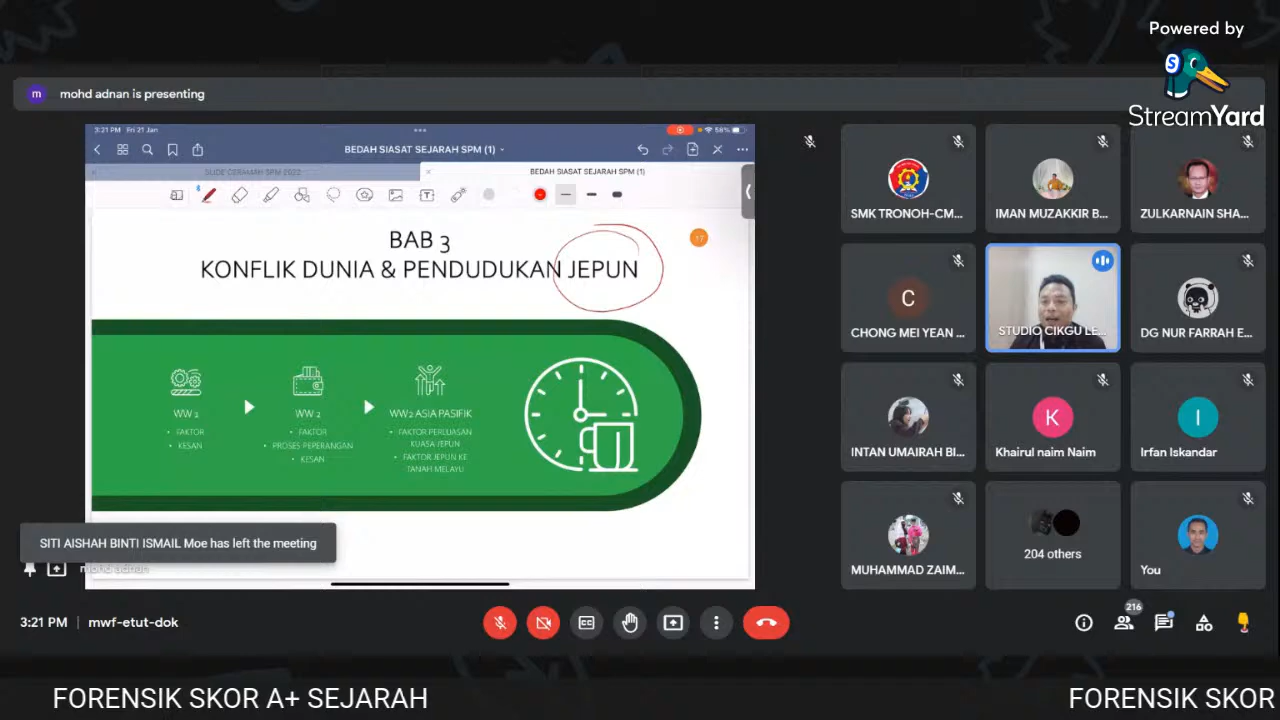 Powered by
StreamYard
m
mohd adnan is presenting
3:21 PM Fri 21 Jan
58%
BEDAH SIASAT SEJARAH SPM (1)
SLIDE CERAMAH SPM 2022
BEDAH SIASAT SEJARAH SPM (1)
BAB 3
KONFLIK DUNIA & PENDUDUKAN JEPUN
17
WW 1
• FAKTOR
• KESAN
WW 2
• FAKTOR
• PROSES PEPERANGAN
• KESAN
WW2 ASIA PASIFIK
• FAKTOR PERLUASAN
KUASA JEPUN
• FAKTOR JEPUN KE
TANAH MELAYU
SITI AISHAH BINTI ISMAIL Moe has left the meeting
mohd adnan
SMK TRONOH-CM...
IMAN MUZAKKIR B...
ZULKARNAIN SHA...
C
CHONG MEI YEAN ...
STUDIO CIKGU LE...
DG NUR FARRAH E...
INTAN UMAIRAH BI...
K
Khairul naim Naim
I
Irfan Iskandar
MUHAMMAD ZAIM...
204 others
You
3:21 PM | mwf-etut-dok
216
FORENSIK SKOR A+ SEJARAH
FORENSIK SKOR